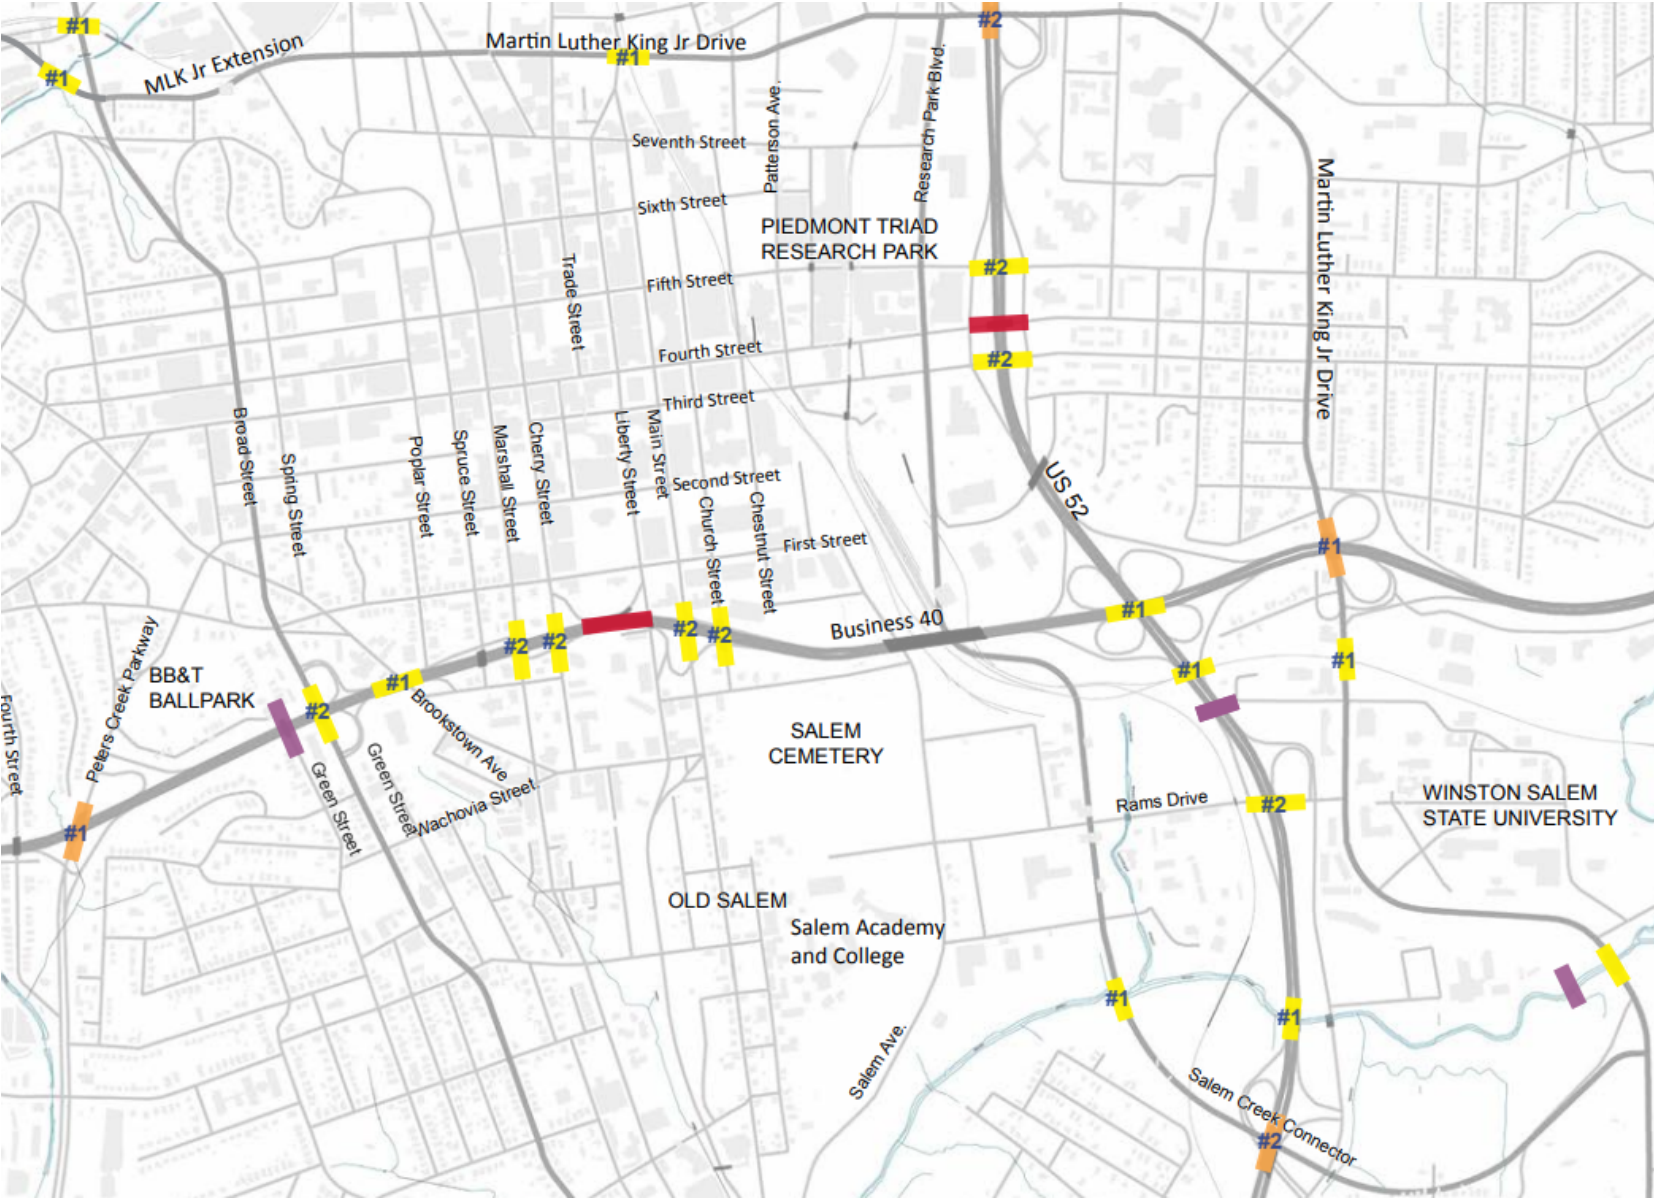 #1
#2
#1
MLK Jr Extension
Martin Luther King Jr Drive
#1
Research Park Blvd.
Patterson Ave.
Seventh Street
Sixth Street
Martin Luther King Jr Drive
PIEDMONT TRIAD
RESEARCH PARK
Trade Street
Fifth Street
#2
Fourth Street
#2
Third Street
Broad Street
Spring Street
Poplar Street
Spruce Street
Marshall Street
Cherry Street
Liberty Street
Main Street
Second Street
Church Street
Chestnut Street
First Street
US 52
#1
Business 40
#1
#2
#2
#2
#2
#1
#1
Peters Creek Parkway
BB&T
BALLPARK
#1
#2
Brookstown Ave
Fourth Street
Green Street
Green Street
Wachovia Street
SALEM
CEMETERY
Rams Drive
#2
WINSTON SALEM
STATE UNIVERSITY
#1
OLD SALEM
Salem Academy
and College
#1
#1
Salem Ave.
Salem Creek Connector
#2